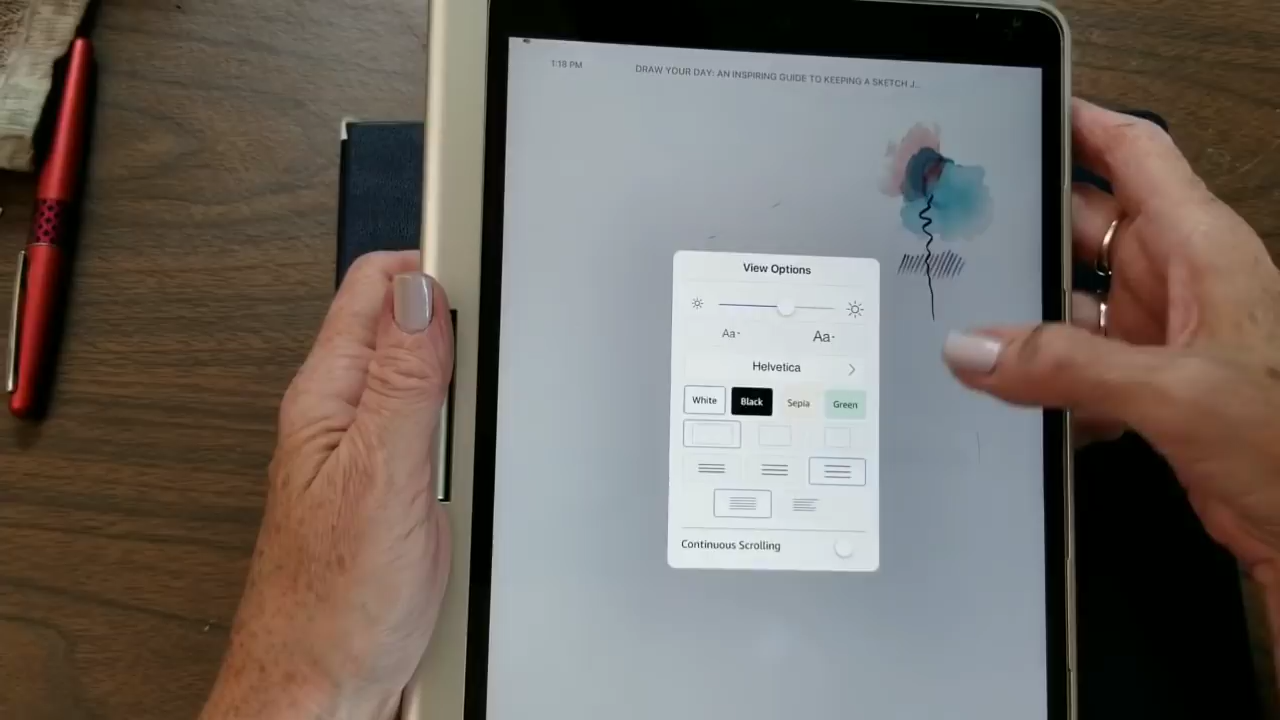 1:18 PM
DRAW YOUR DAY: AN INSPIRING GUIDE TO KEEPING A SKETCH J...
View Options
Aa-
Aa-
Helvetica
White
Black
Sepia
Green
Continuous Scrolling